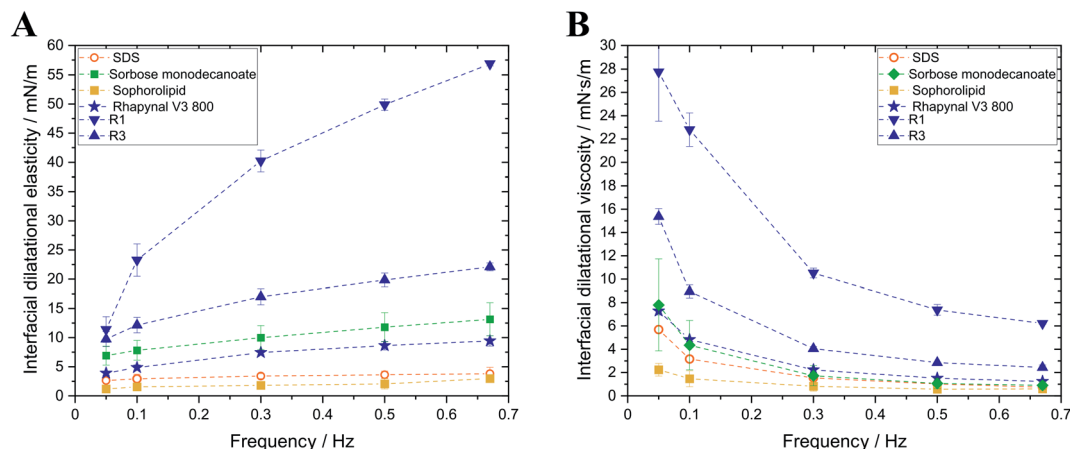 A
Interfacial dilatational elasticity / mN/m
60
55
50
45
40
35
30
25
20
15
10
5
0
SDS
Sorbose monodecanoate
Sophorolipid
Rhapynal V3 800
R1
R3
0.0
0.1
0.2
0.3
0.4
0.5
0.6
0.7
Frequency / Hz
B
Interfacial dilatational viscosity / mN·s/m
30
28
26
24
22
20
18
16
14
12
10
8
6
4
2
0
SDS
Sorbose monodecanoate
Sophorolipid
Rhapynal V3 800
R1
R3
0.0
0.1
0.2
0.3
0.4
0.5
0.6
0.7
Frequency / Hz